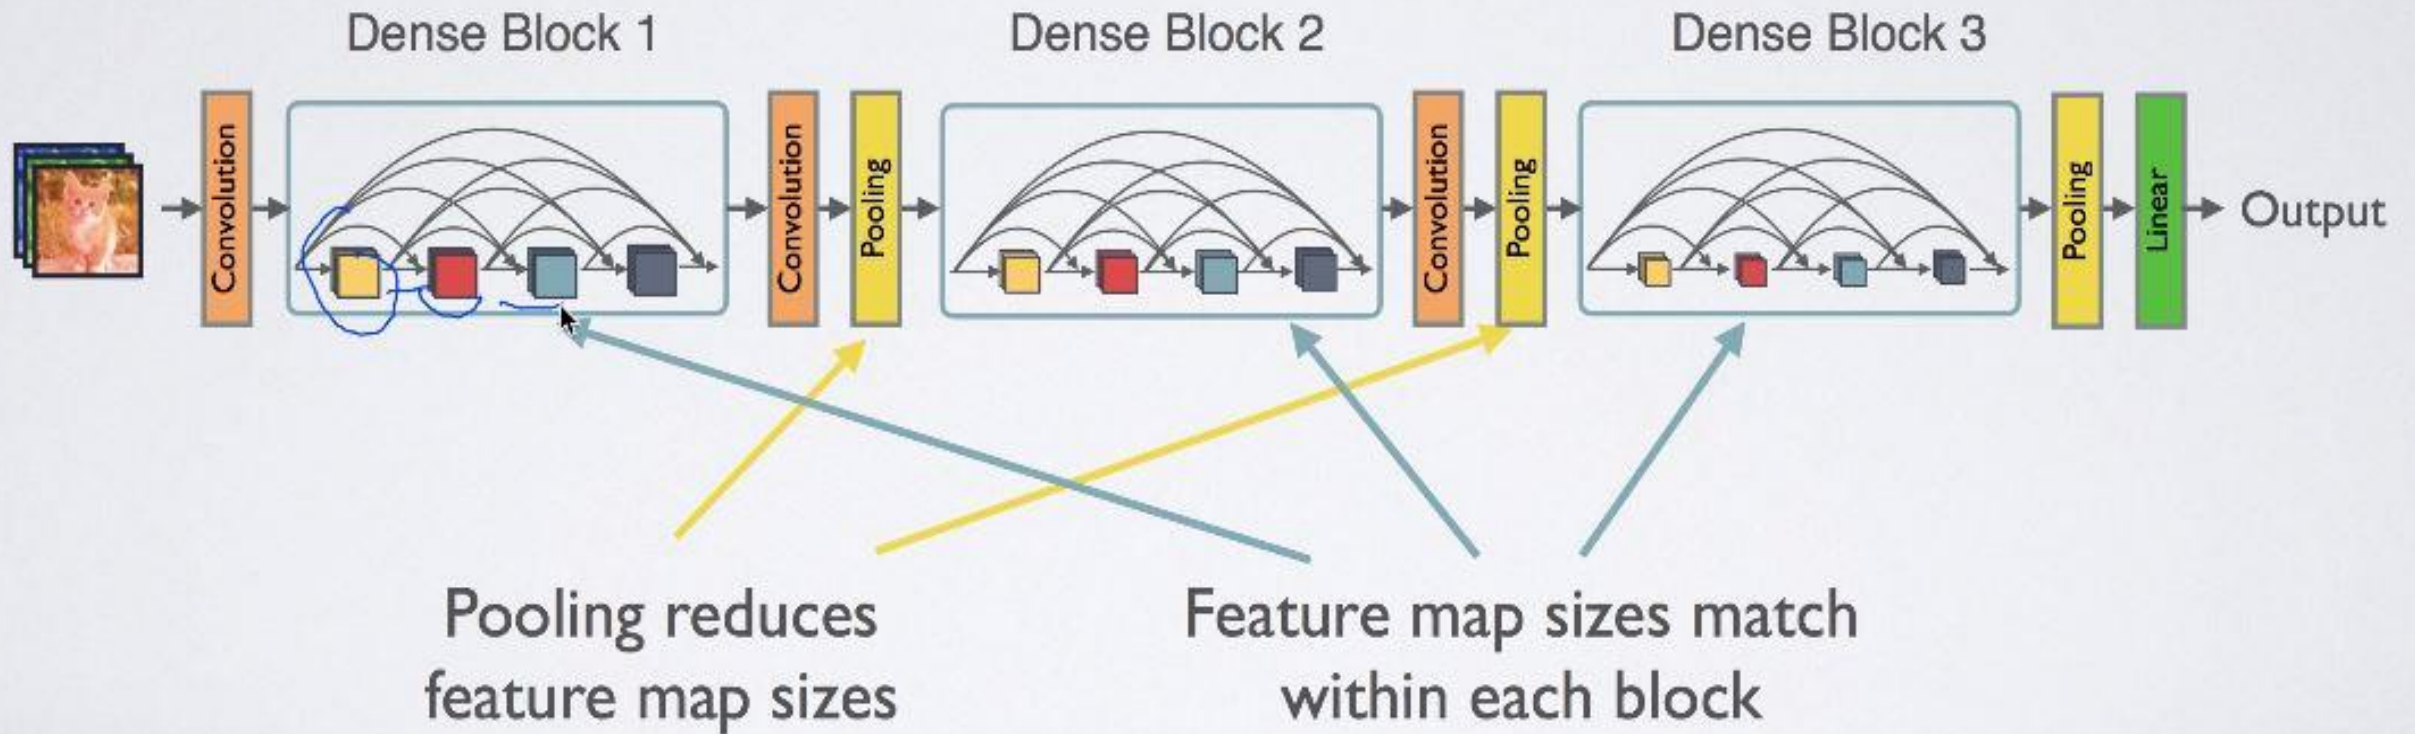 Dense Block 1
Dense Block 2
Dense Block 3
Convolution
Convolution
Pooling
Convolution
Pooling
Pooling
Linear
Output
Pooling reduces
feature map sizes
Feature map sizes match
within each block